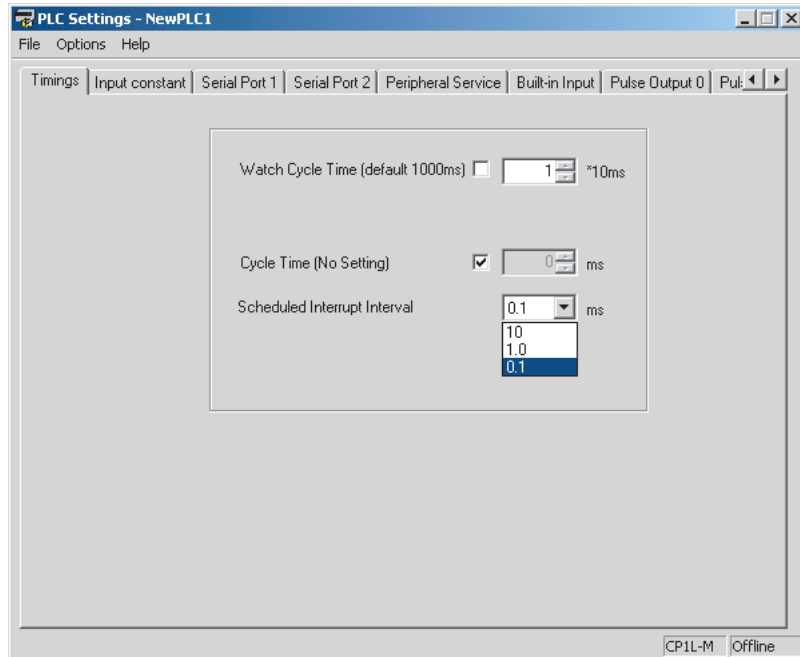 PLC Settings - NewPLC1
File Options Help
Timings Input constant Serial Port 1 Serial Port 2 Peripheral Service Built-in Input Pulse Output 0 Pul
Watch Cycle Time (default 1000ms) 1 *10ms
Cycle Time (No Setting) 0 ms
Scheduled Interrupt Interval 0.1 ms
10
1.0
0.1
CP1L-M Offline